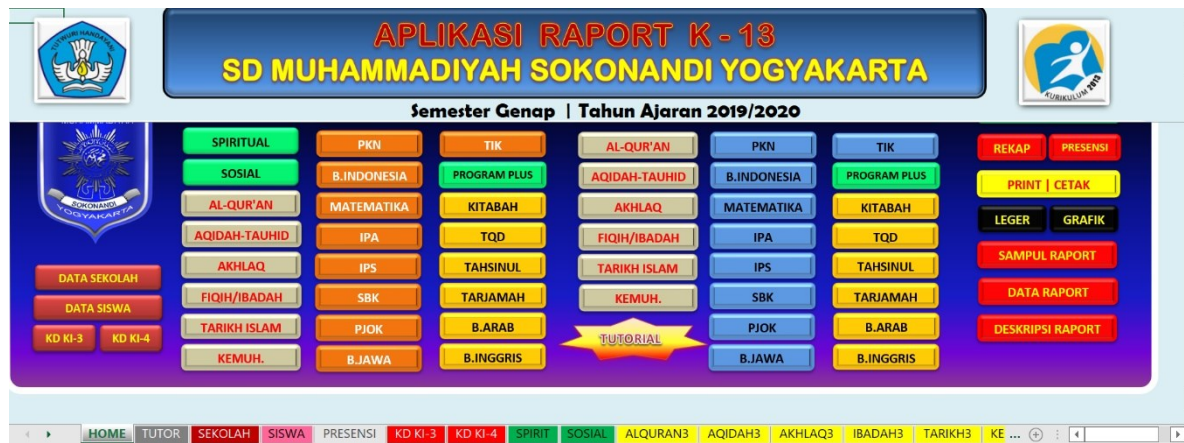 APLIKASI RAPORT K - 13
SD MUHAMMADIYAH SOKONANDI YOGYAKARTA
Semester Genap | Tahun Ajaran 2019/2020
TUT WURI HANDAYANI
KURIKULUM 2013
SOKONANDI
YOGYAKARTA
DATA SEKOLAH
DATA SISWA
KD KI-3 KD KI-4
SPIRITUAL
SOSIAL
AL-QUR'AN
AQIDAH-TAUHID
AKHLAQ
FIQIH/IBADAH
TARIKH ISLAM
KEMUH.
PKN
B.INDONESIA
MATEMATIKA
IPA
IPS
SBK
PJOK
B.JAWA
TIK
PROGRAM PLUS
KITABAH
TQD
TAHSINUL
TARJAMAH
B.ARAB
B.INGGRIS
AL-QUR'AN
AQIDAH-TAUHID
AKHLAQ
FIQIH/IBADAH
TARIKH ISLAM
KEMUH.
TUTORIAL
PKN
B.INDONESIA
MATEMATIKA
IPA
IPS
SBK
PJOK
B.JAWA
TIK
PROGRAM PLUS
KITABAH
TQD
TAHSINUL
TARJAMAH
B.ARAB
B.INGGRIS
REKAP PRESENSI
PRINT | CETAK
LEGER GRAFIK
SAMPUL RAPORT
DATA RAPORT
DESKRIPSI RAPORT
HOME TUTOR SEKOLAH SISWA PRESENSI KD KI-3 KD KI-4 SPIRIT SOSIAL ALQURAN3 AQIDAH3 AKHLAQ3 IBADAH3 TARIKH3 KE ...